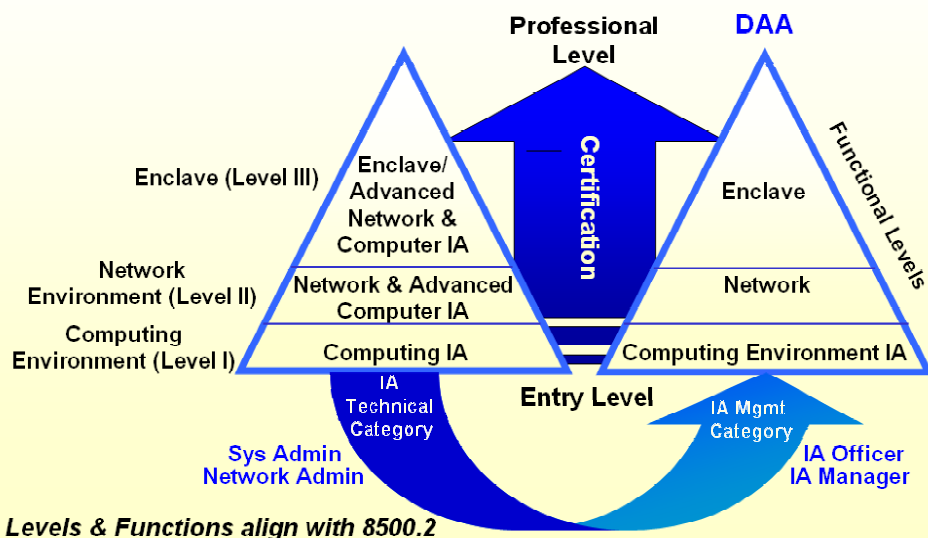 Professional
Level
DAA
Certification
Functional Levels
Enclave (Level III)
Enclave/
Advanced
Network &
Computer IA
Enclave
Network
Environment (Level II)
Network & Advanced
Computer IA
Network
Computing
Environment (Level I)
Computing IA
Computing Environment IA
Entry Level
IA
Technical
Category
IA Mgmt
Category
Sys Admin
Network Admin
IA Officer
IA Manager
Levels & Functions align with 8500.2